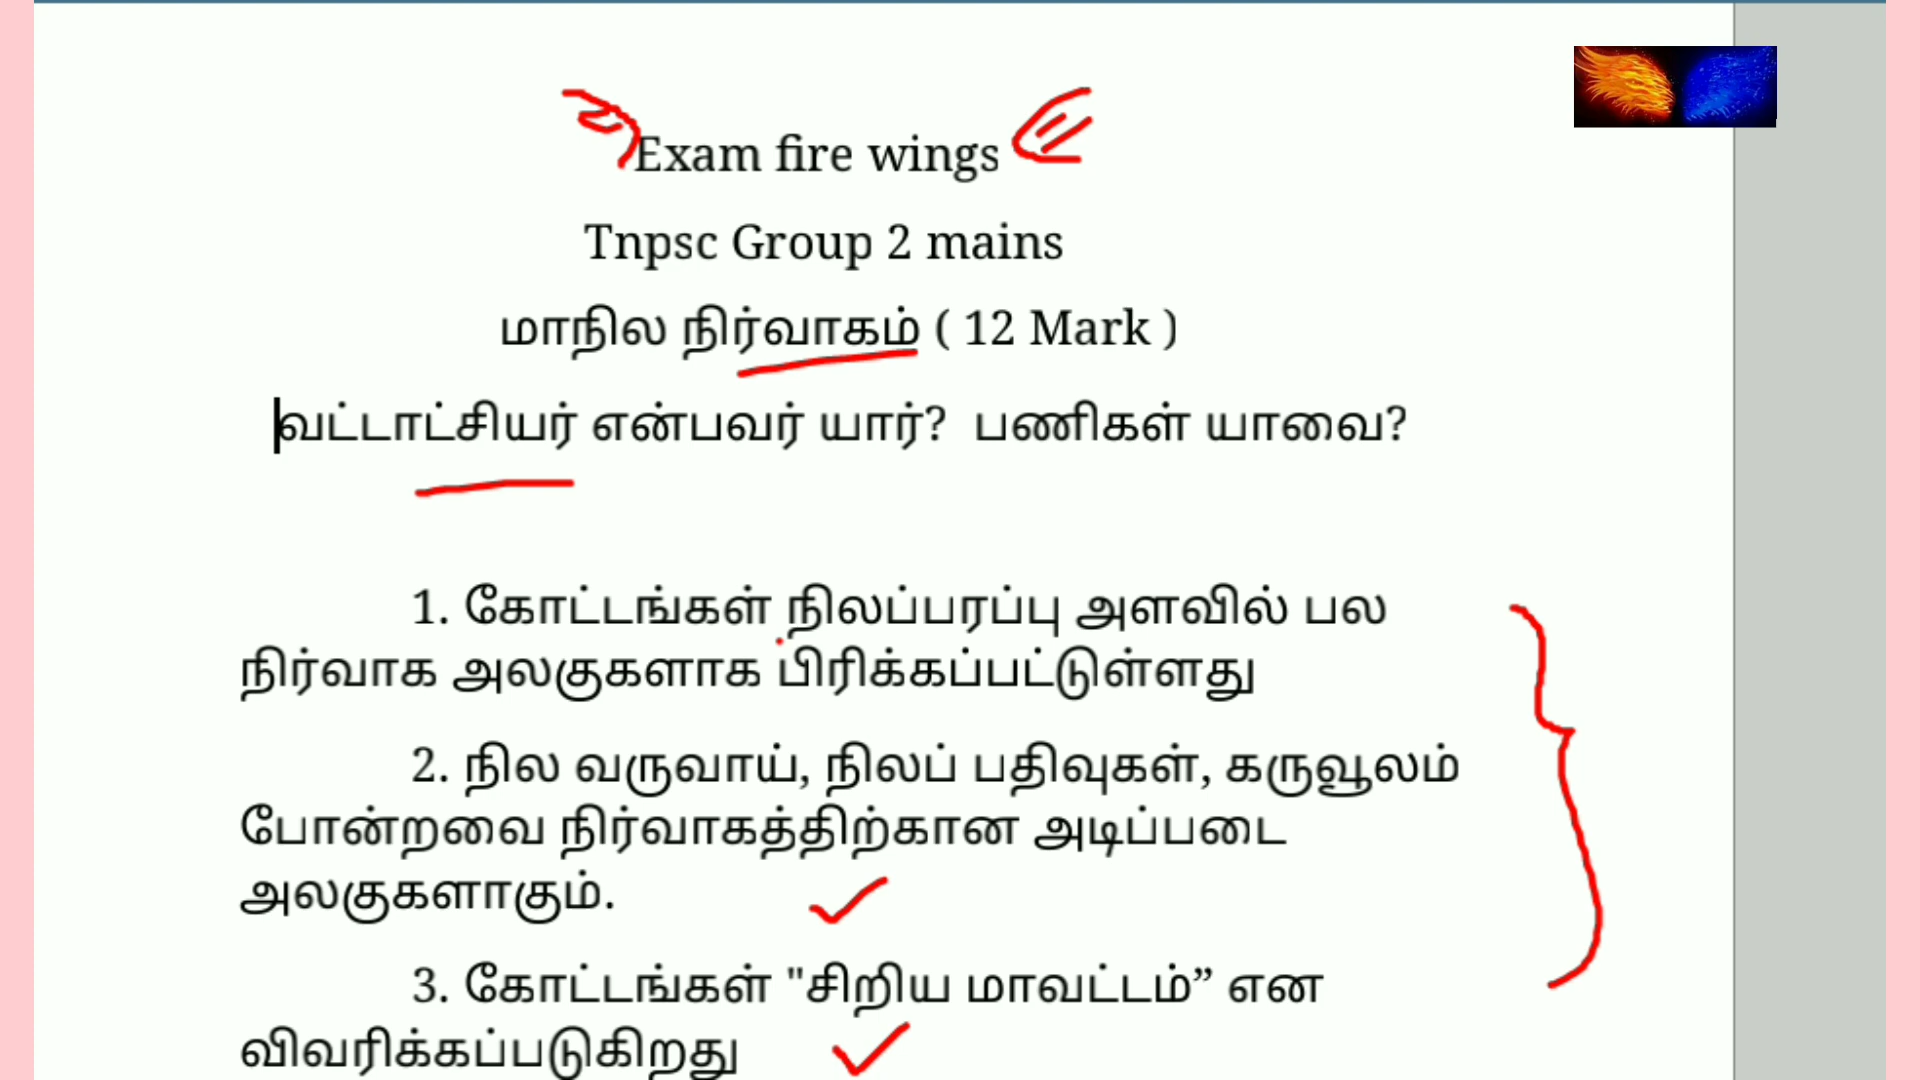 Exam fire wings
Tnpsc Group 2 mains
மாநில நிர்வாகம் ( 12 Mark )
வட்டாட்சியர் என்பவர் யார்?  பணிகள் யாவை?
1. கோட்டங்கள் நிலப்பரப்பு அளவில் பல
நிர்வாக அலகுகளாக பிரிக்கப்பட்டுள்ளது
2. நில வருவாய், நிலப் பதிவுகள், கருவூலம்
போன்றவை நிர்வாகத்திற்கான அடிப்படை
அலகுகளாகும்.
3. கோட்டங்கள் "சிறிய மாவட்டம்” என
விவரிக்கப்படுகிறது